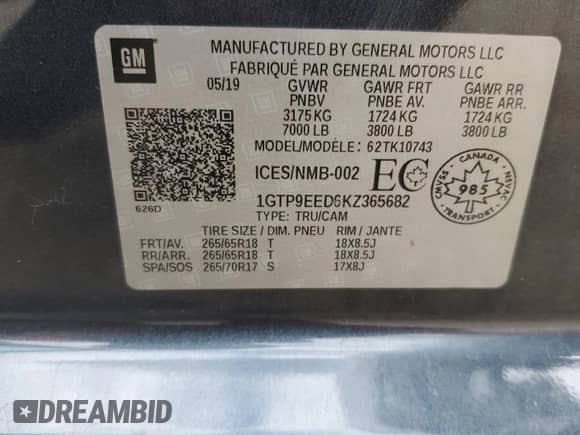 GM
MANUFACTURED BY GENERAL MOTORS LLC
FABRIQUÉ PAR GENERAL MOTORS LLC
05/19 GVWR GAWR FRT GAWR RR
PNBV PNBE AV. PNBE ARR.
3175 KG 1724 KG 1724 KG
7000 LB 3800 LB 3800 LB
MODEL/MODÈLE: 62TK10743
ICES/NMB-002 EC
CANADA CMVSS NSVAC 985 TRANSPORT
626D
1GTP9EED6KZ365682
TYPE: TRU/CAM
TIRE SIZE / DIM. PNEU RIM / JANTE
FRT/AV. 265/65R18 T 18X8.5J
RR/ARR. 265/65R18 T 18X8.5J
SPA/SOS 265/70R17 S 17X8J
DREAMBID